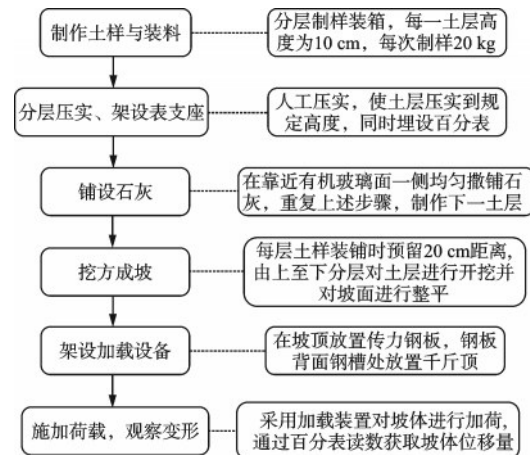 制作土样与装料
分层制样装箱，每一土层高
度为10 cm，每次制样20 kg
分层压实、架设表支座
人工压实，使土层压实到规
定高度，同时埋设百分表
铺设石灰
在靠近有机玻璃面一侧均匀撒铺石
灰，重复上述步骤，制作下一土层
挖方成坡
每层土样装铺时预留20 cm距离，
由上至下分层对土层进行开挖并
对坡面进行整平
架设加载设备
在坡顶放置传力钢板，钢板
背面钢槽处放置千斤顶
施加荷载，观察变形
采用加载装置对坡体进行加荷，
通过百分表读数获取坡体位移量